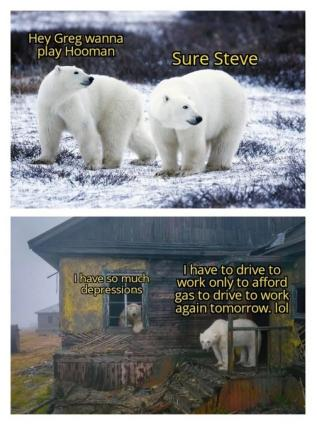 Hey Greg wanna
play Hooman
Sure Steve
I have so much
depressions
I have to drive to
work only to afford
gas to drive to work
again tomorrow. lol